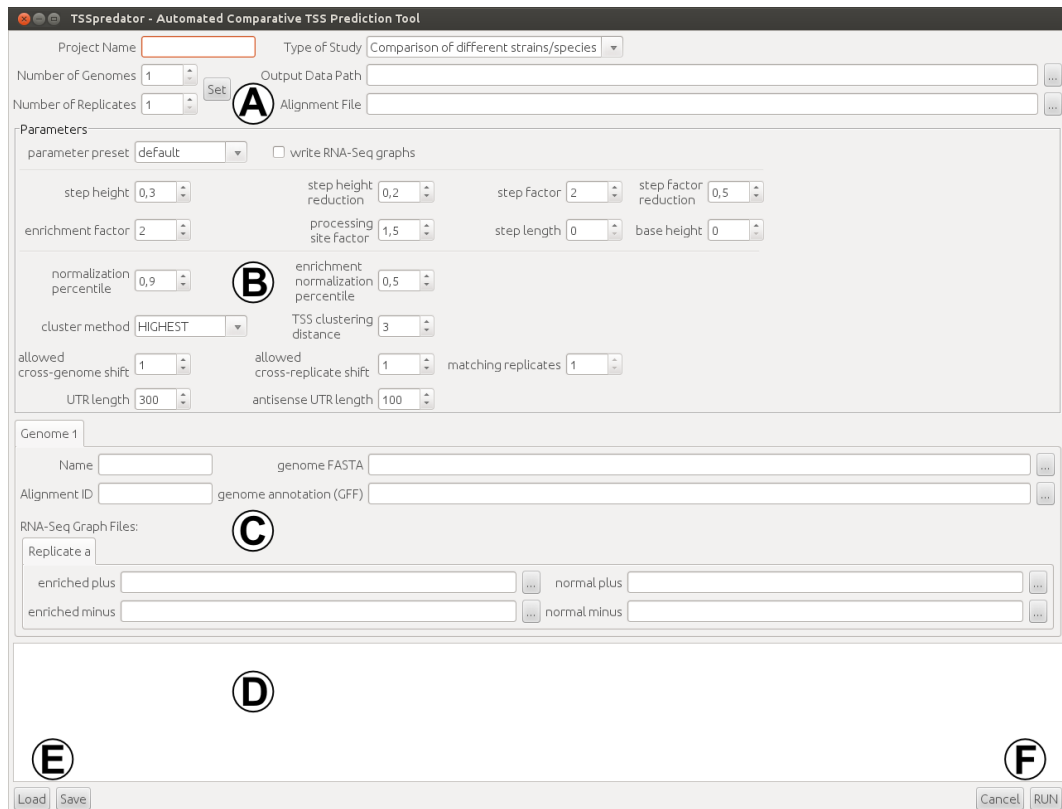 TSSpredator - Automated Comparative TSS Prediction Tool
Project Name Type of Study Comparison of different strains/species
Number of Genomes 1 Set Output Data Path ...
Number of Replicates 1 A Alignment File ...
Parameters
parameter preset default write RNA-Seq graphs
step height 0,3 step height reduction 0,2 step factor 2 step factor reduction 0,5
enrichment factor 2 processing site factor 1,5 step length 0 base height 0
normalization percentile 0,9 B enrichment normalization percentile 0,5
cluster method HIGHEST TSS clustering distance 3
allowed cross-genome shift 1 allowed cross-replicate shift 1 matching replicates 1
UTR length 300 antisense UTR length 100
Genome 1
Name genome FASTA ...
Alignment ID genome annotation (GFF) ...
RNA-Seq Graph Files: C
Replicate a
enriched plus ... normal plus ...
enriched minus ... normal minus ...
D
E F
Load Save Cancel RUN